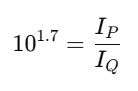 10^{1.7} = \frac{I_P}{I_Q}